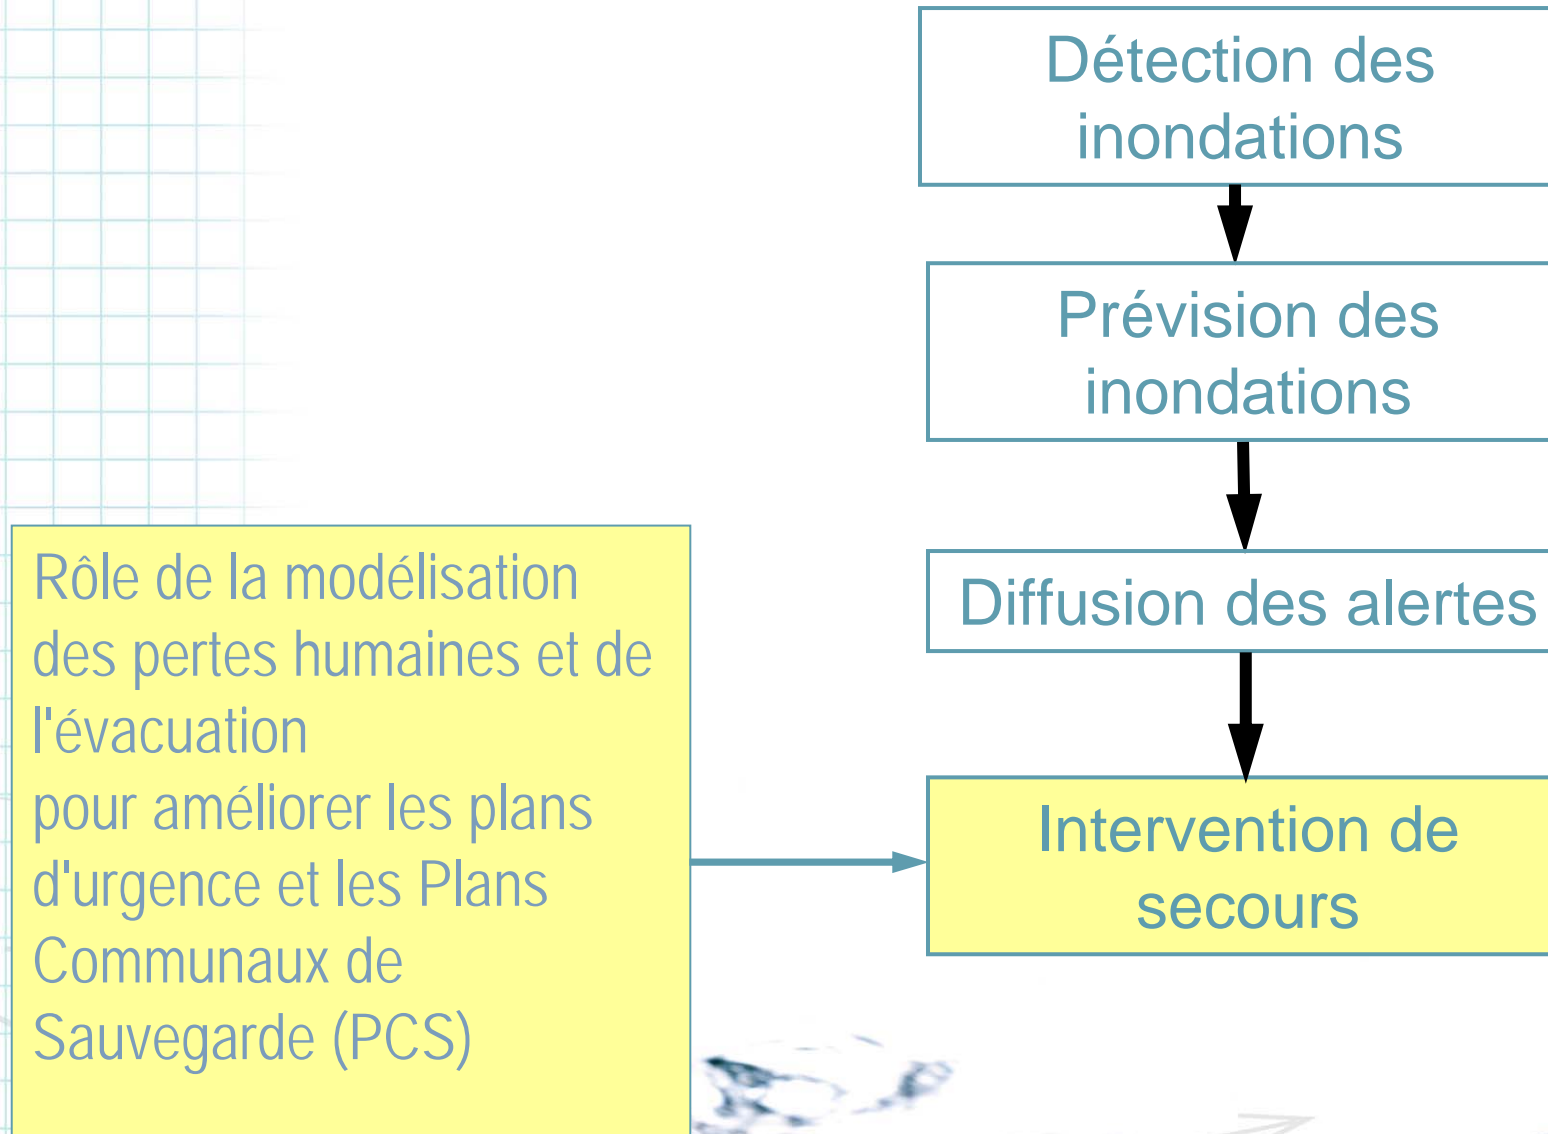 Détection des
inondations
Prévision des
inondations
Diffusion des alertes
Intervention de
secours
Rôle de la modélisation
des pertes humaines et de
l'évacuation
pour améliorer les plans
d'urgence et les Plans
Communaux de
Sauvegarde (PCS)